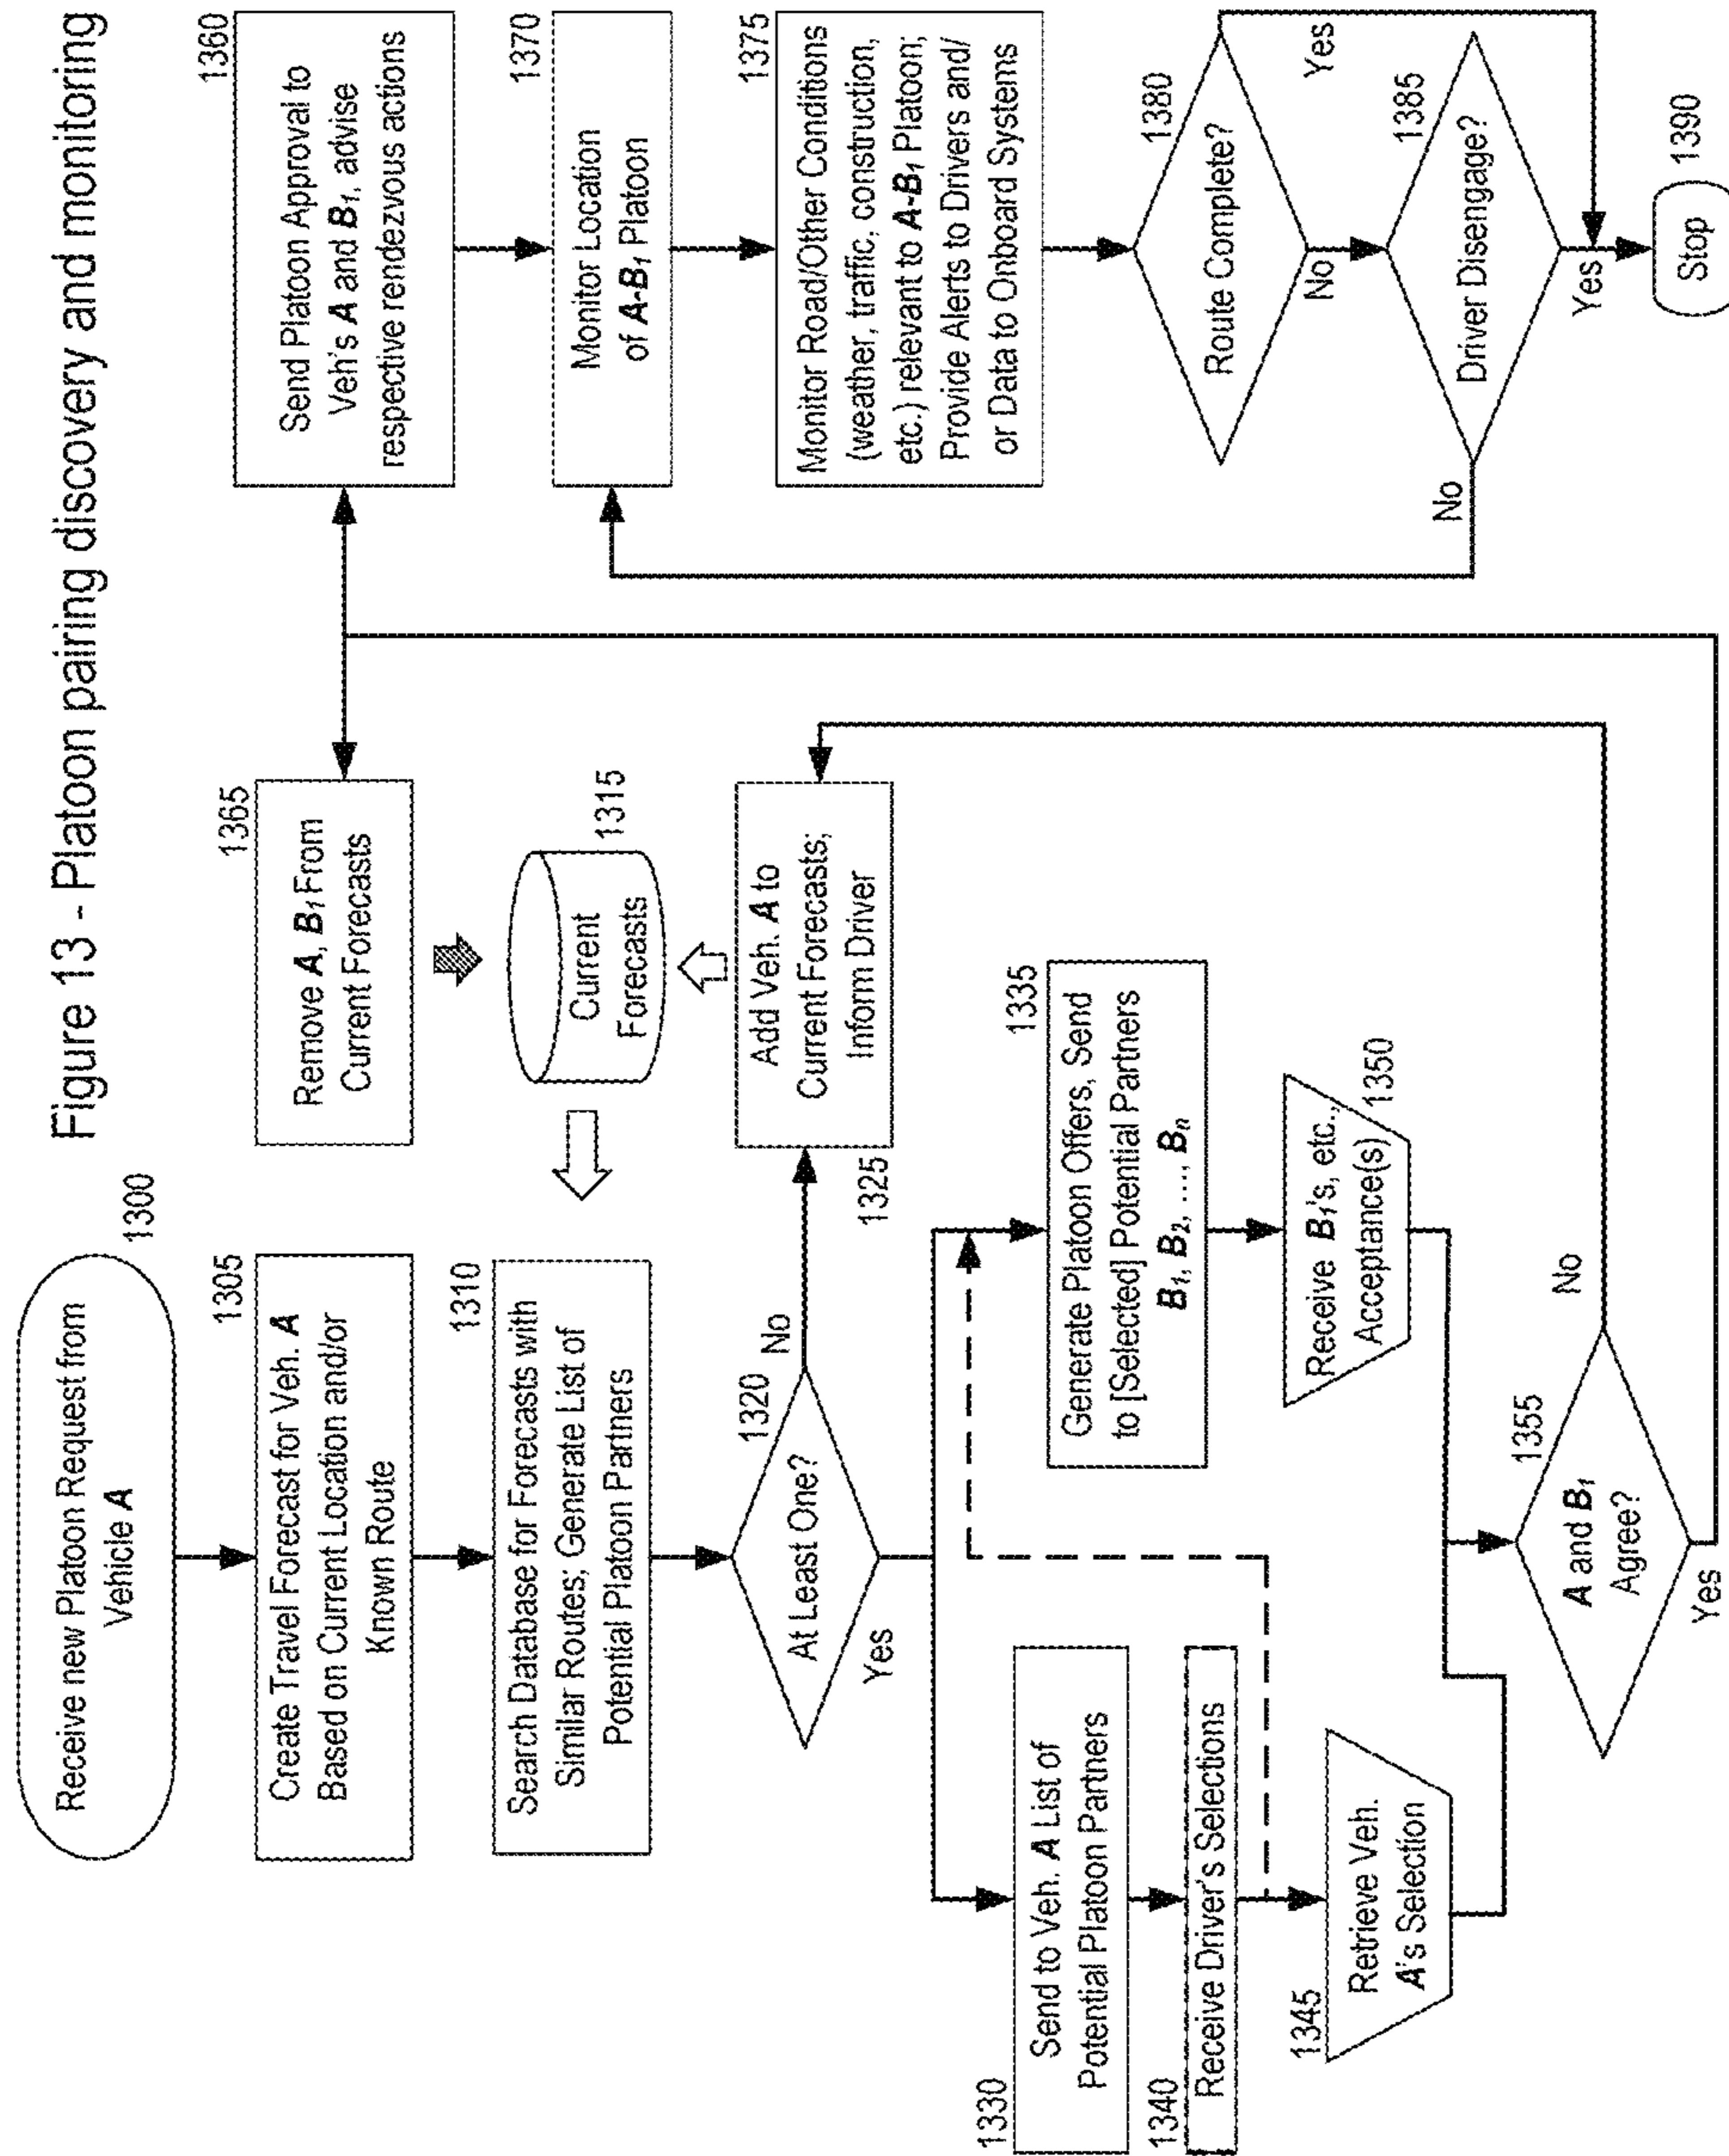 Figure 13 - Platoon pairing discovery and monitoring
1300
Receive new Platoon Request from
Vehicle A
1305
Create Travel Forecast for Veh. A
Based on Current Location and/or
Known Route
1310
Search Database for Forecasts with
Similar Routes; Generate List of
Potential Platoon Partners
1320
At Least One?
No
Yes
1330
Send to Veh. A List of
Potential Platoon Partners
1340
Receive Driver's Selections
1345
Retrieve Veh.
A's Selection
1335
Generate Platoon Offers, Send
to [Selected] Potential Partners
B1, B2, ..., Bn
Receive B1's, etc.,
Acceptance(s)
1350
1355
A and B1
Agree?
No
Yes
1365
Remove A, B1 From
Current Forecasts
1315
Current
Forecasts
Add Veh. A to
Current Forecasts;
Inform Driver
1325
1360
Send Platoon Approval to
Veh's A and B1, advise
respective rendezvous actions
1370
Monitor Location
of A-B1 Platoon
1375
Monitor Road/Other Conditions
(weather, traffic, construction,
etc.) relevant to A-B1 Platoon;
Provide Alerts to Drivers and/
or Data to Onboard Systems
1380
Route Complete?
Yes
No
1385
Driver Disengage?
No
Yes
Stop
1390